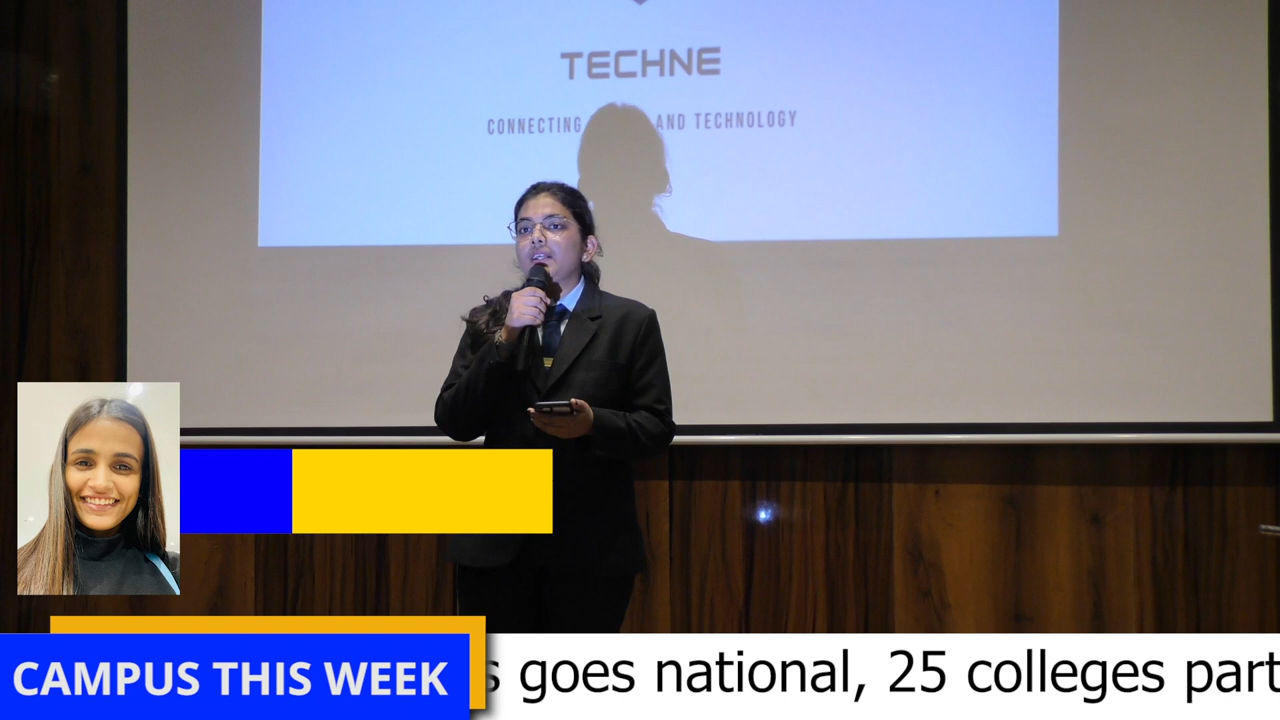 TECHNE
CONNECTING AND TECHNOLOGY
CAMPUS THIS WEEK
s goes national, 25 colleges part